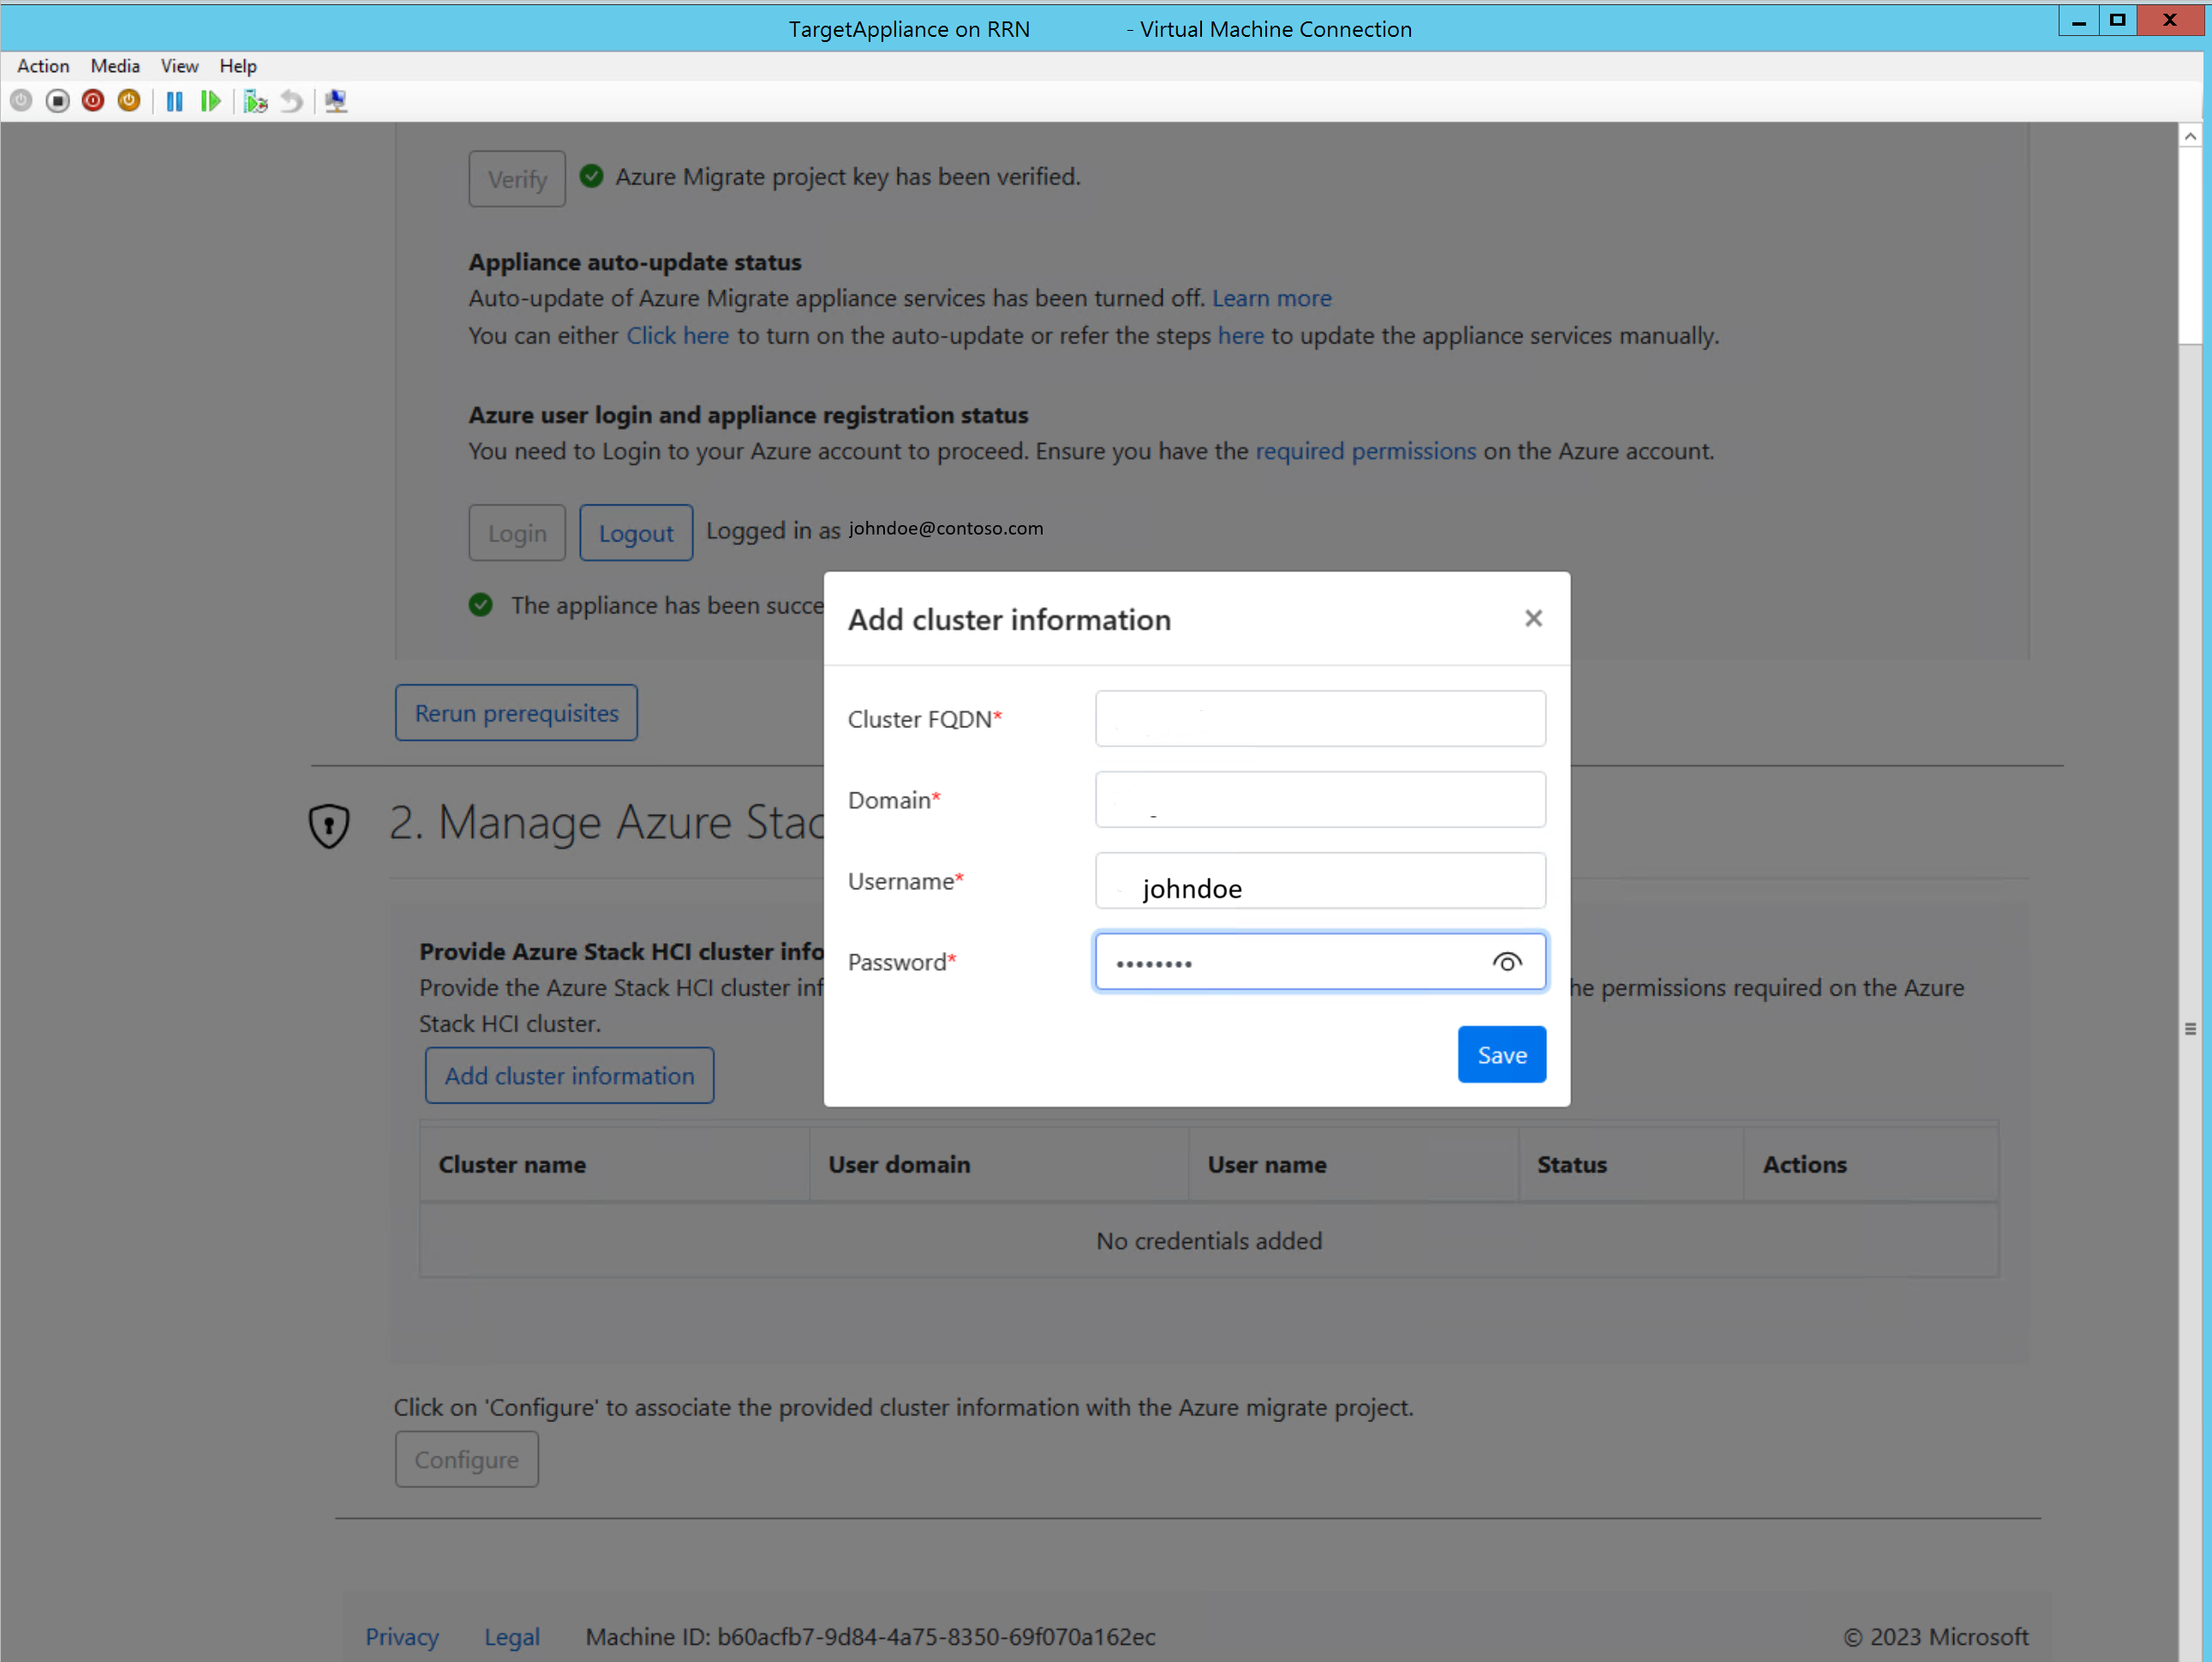 TargetAppliance on RRN - Virtual Machine Connection
Action Media View Help
Verify Azure Migrate project key has been verified.
Appliance auto-update status
Auto-update of Azure Migrate appliance services has been turned off. Learn more
You can either Click here to turn on the auto-update or refer the steps here to update the appliance services manually.
Azure user login and appliance registration status
You need to Login to your Azure account to proceed. Ensure you have the required permissions on the Azure account.
Login Logout Logged in as johndoe@contoso.com
The appliance has been succe
Rerun prerequisites
Add cluster information
Cluster FQDN*
Domain*
Username* johndoe
Password* ••••••••
Save
2. Manage Azure Stac
Provide Azure Stack HCI cluster info
Provide the Azure Stack HCI cluster inf he permissions required on the Azure
Stack HCI cluster.
Add cluster information
Cluster name User domain User name Status Actions
No credentials added
Click on 'Configure' to associate the provided cluster information with the Azure migrate project.
Configure
Privacy Legal Machine ID: b60acfb7-9d84-4a75-8350-69f070a162ec © 2023 Microsoft